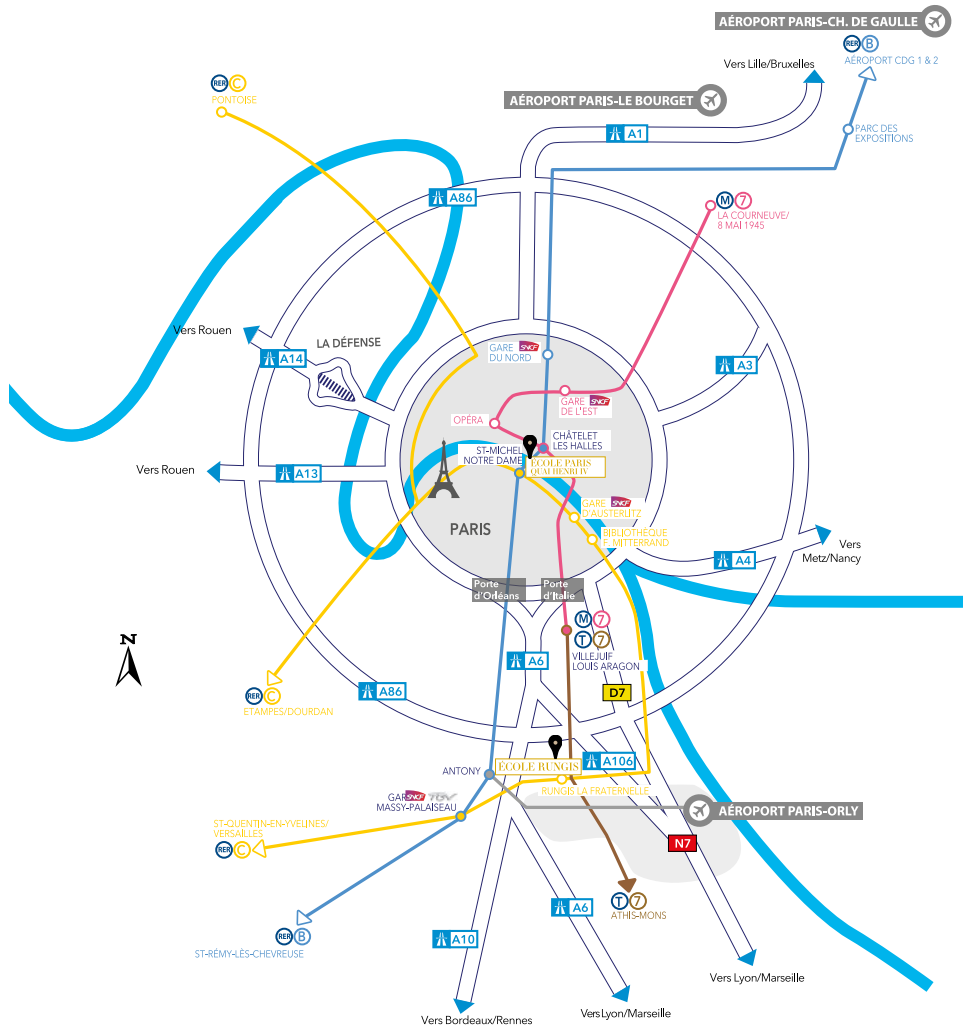 AÉROPORT PARIS-CH. DE GAULLE
RER B
AÉROPORT CDG 1 & 2
Vers Lille/Bruxelles
RER C
PONTOISE
AÉROPORT PARIS-LE BOURGET
A1
PARC DES
EXPOSITIONS
A86
M 7
LA COURNEUVE/
8 MAI 1945
Vers Rouen
LA DÉFENSE
A14
GARE SNCF
DU NORD
A3
GARE SNCF
DE L'EST
OPÉRA
CHÂTELET
LES HALLES
ST-MICHEL
NOTRE DAME
ÉCOLE PARIS
QUAI HENRI IV
Vers Rouen
A13
GARE SNCF
D'AUSTERLITZ
PARIS
BIBLIOTHÈQUE
F. MITTERRAND
Vers
Metz/Nancy
A4
Porte
d'Orléans
Porte
d'Italie
M 7
T 7
VILLEJUIF
LOUIS ARAGON
N
A6
RER C
ETAMPES/DOURDAN
A86
D7
ANTONY
ÉCOLE RUNGIS
A106
RUNGIS LA FRATERNELLE
GARE SNCF TGV
MASSY-PALAISEAU
AÉROPORT PARIS-ORLY
ST-QUENTIN-EN-YVELINES/
VERSAILLES
RER C
N7
T 7
ATHIS-MONS
A6
RER B
ST-RÉMY-LÈS-CHEVREUSE
A10
Vers Lyon/Marseille
Vers Bordeaux/Rennes
Vers Lyon/Marseille